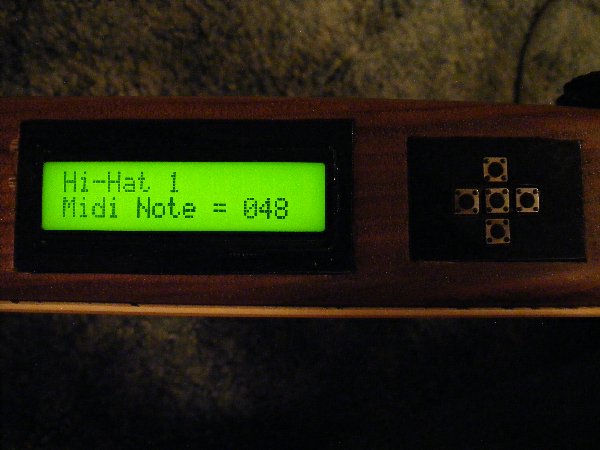 Hi-Hat 1
Midi Note = 048